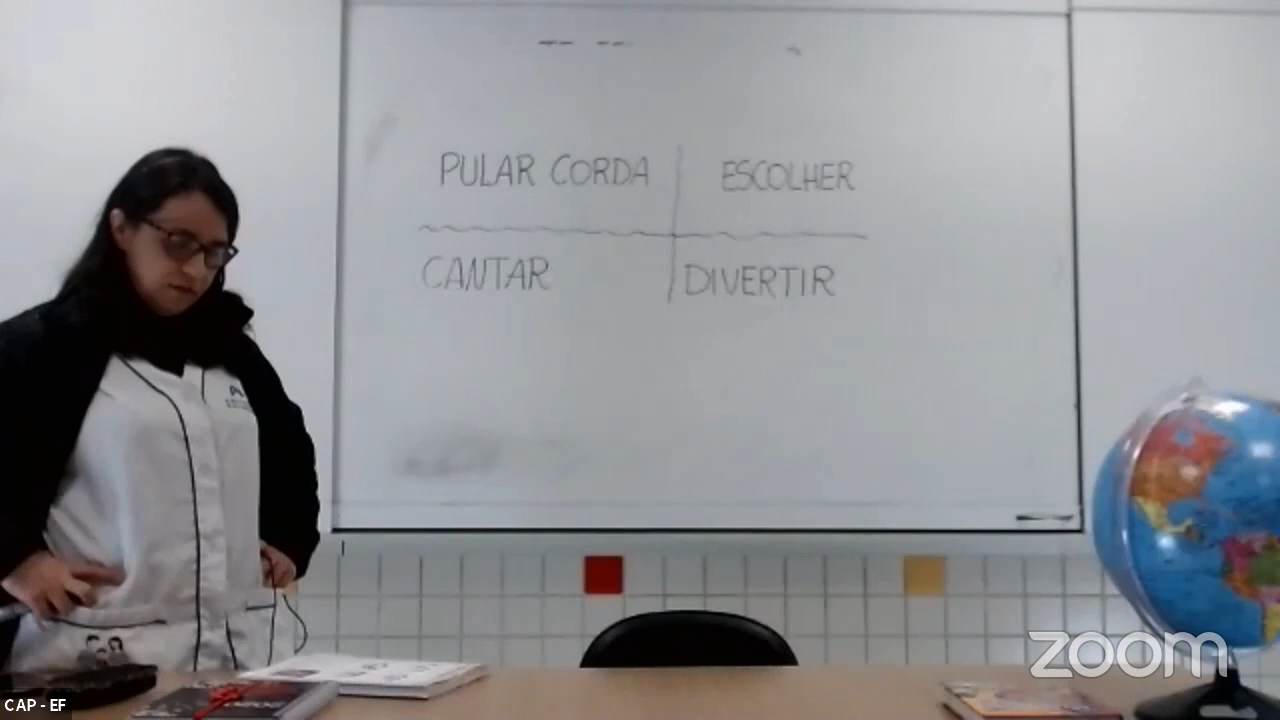 PULAR CORDA
ESCOLHER
CANTAR
DIVERTIR
zoom
CAP - EF